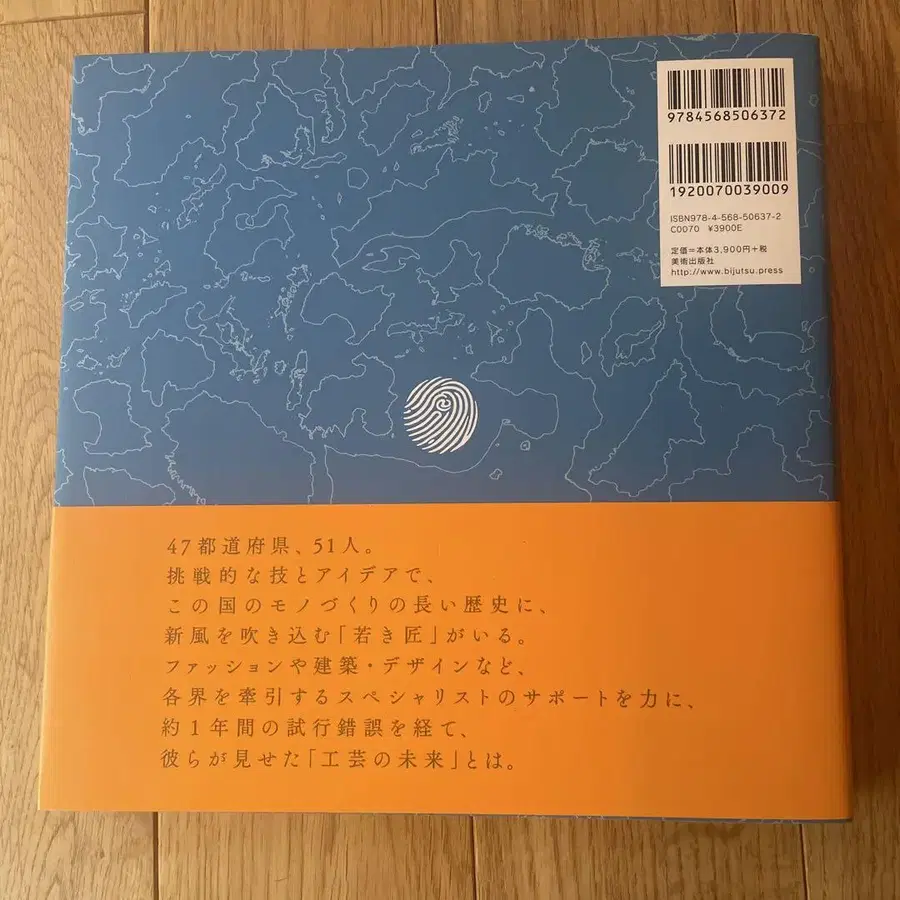 9784568506372
1920070039009
ISBN978-4-568-50637-2
C0070 ¥3900E
定価=本体3,900円+税
美術出版社
http://www.bijutsu.press
47都道府県、51人。
挑戦的な技とアイデアで、
この国のモノづくりの長い歴史に、
新風を吹き込む「若き匠」がいる。
ファッションや建築・デザインなど、
各界を牽引するスペシャリストのサポートを力に、
約1年間の試行錯誤を経て、
彼らが見せた「工芸の未来」とは。